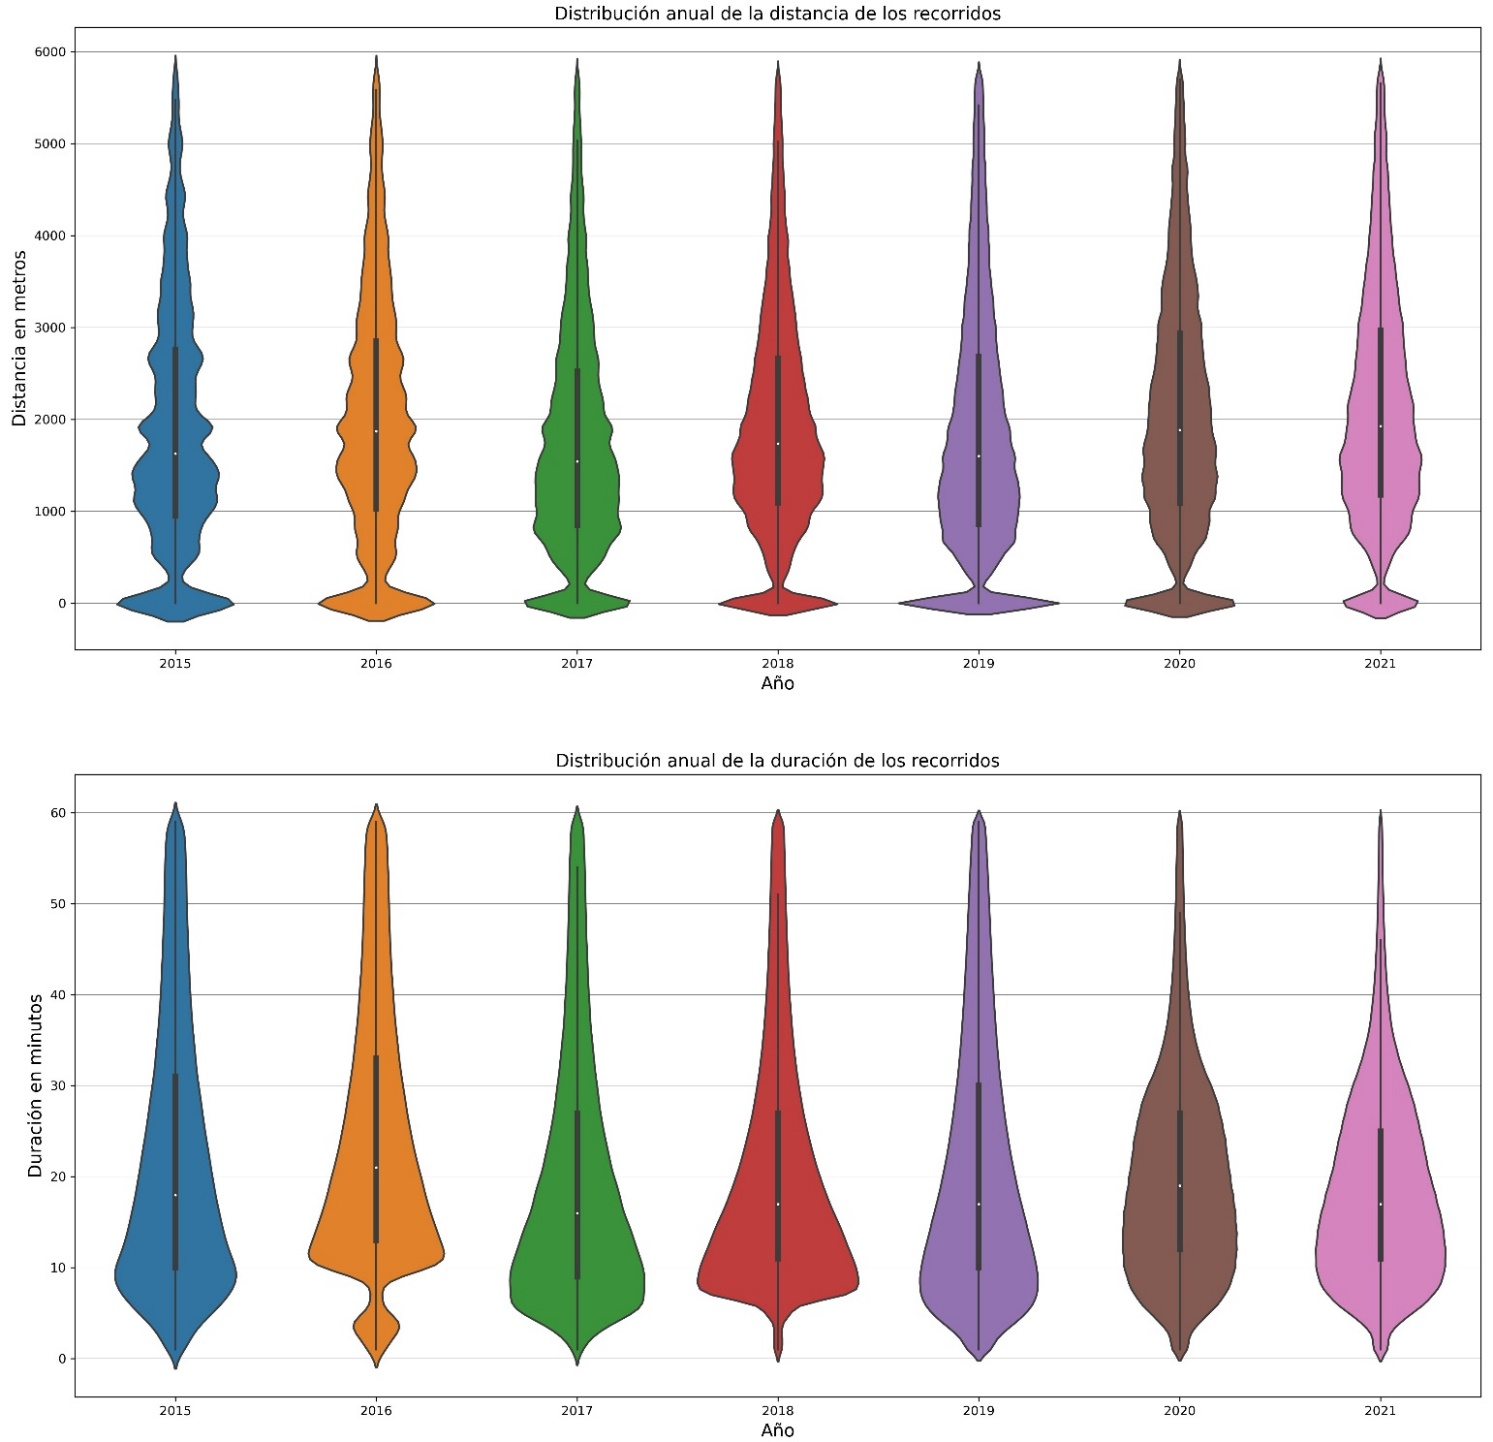 Distribución anual de la distancia de los recorridos
6000
5000
4000
3000
2000
1000
0
Distancia en metros
2015 2016 2017 2018 2019 2020 2021
Año
Distribución anual de la duración de los recorridos
60
50
40
30
20
10
0
Duración en minutos
2015 2016 2017 2018 2019 2020 2021
Año